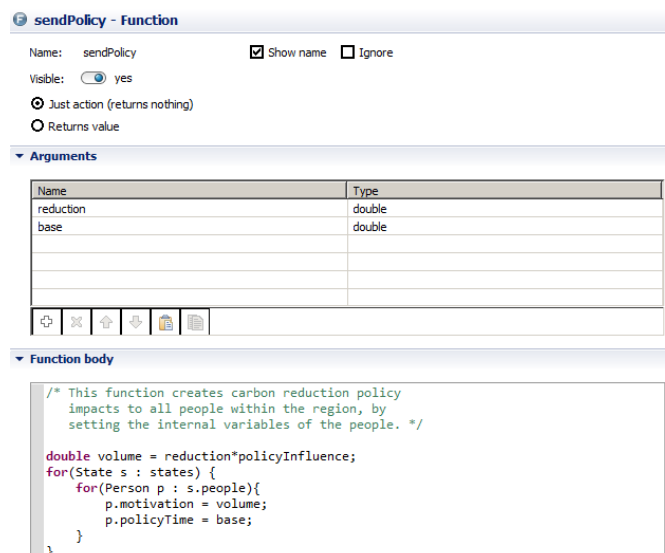 sendPolicy - Function
Name: sendPolicy Show name Ignore
Visible: yes
Just action (returns nothing)
Returns value
Arguments
Name Type
reduction double
base double
Function body
/* This function creates carbon reduction policy
impacts to all people within the region, by
setting the internal variables of the people. */
double volume = reduction*policyInfluence;
for(State s : states) {
for(Person p : s.people){
p.motivation = volume;
p.policyTime = base;
}
}